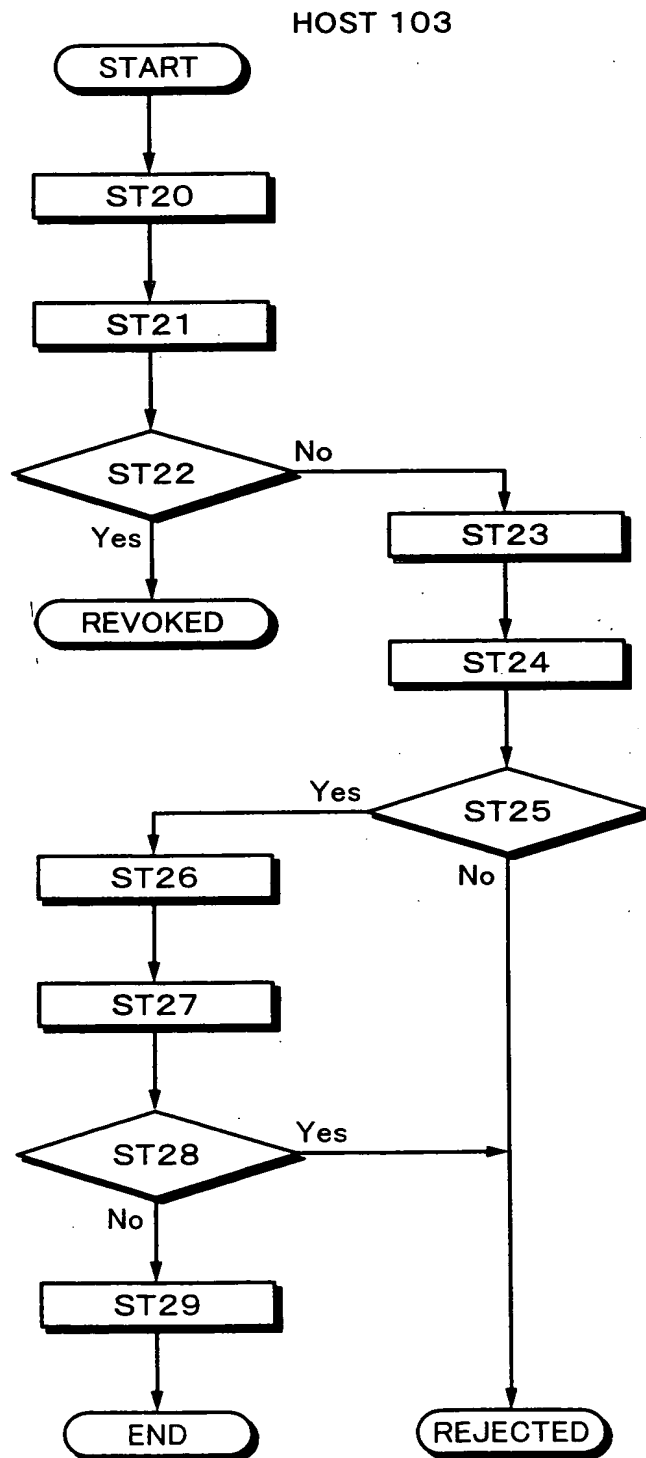 HOST 103
START
ST20
ST21
ST22
No
Yes
ST23
REVOKED
ST24
Yes
ST25
No
ST26
ST27
ST28
Yes
No
ST29
END
REJECTED